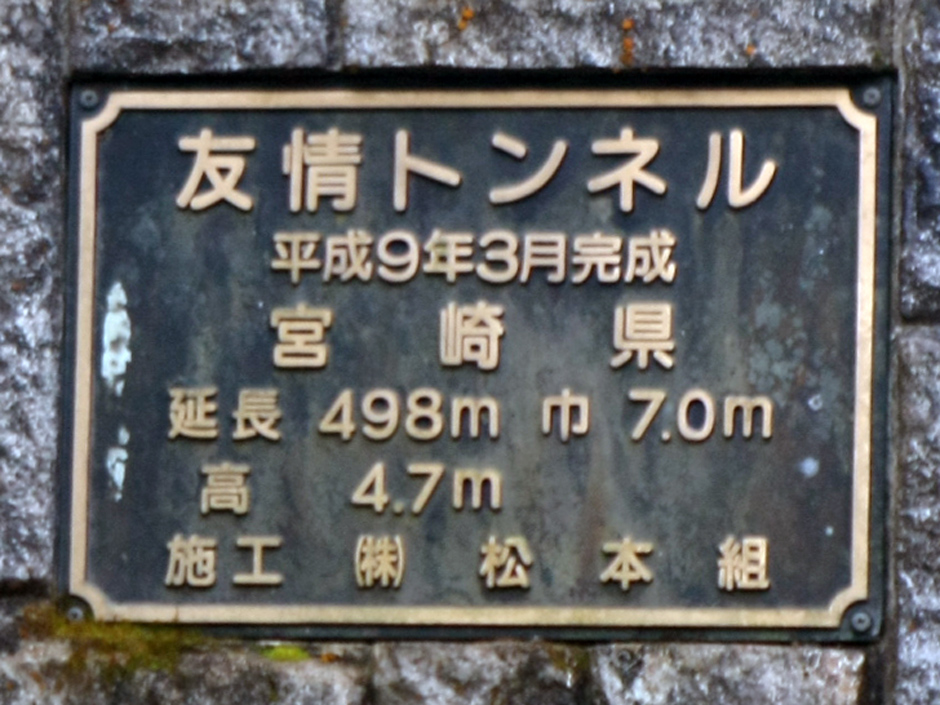 友情トンネル
平成9年3月完成
宮崎県
延長 498m 巾 7.0m
高 4.7m
施工 ㈱ 松本組